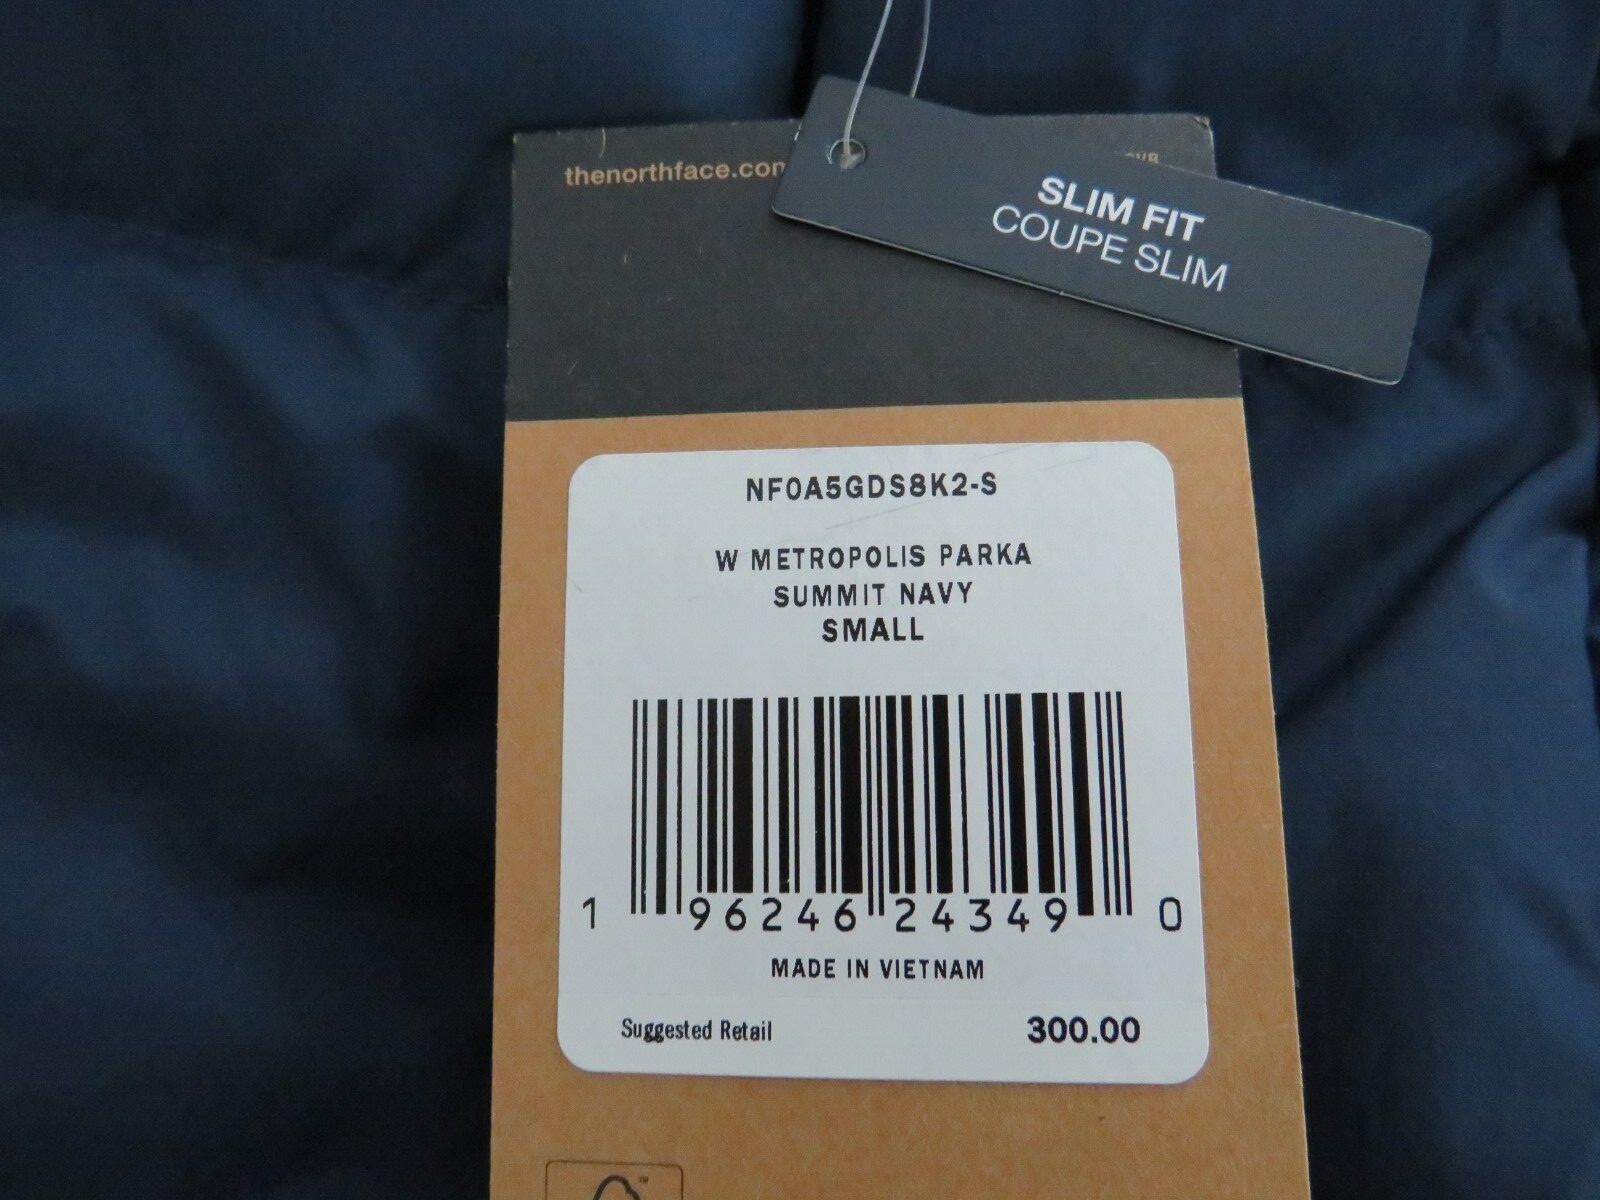 thenorthface.com
SLIM FIT
COUPE SLIM
NF0A5GDS8K2-S
W METROPOLIS PARKA
SUMMIT NAVY
SMALL
1 96246 24349 0
MADE IN VIETNAM
Suggested Retail 300.00
TM